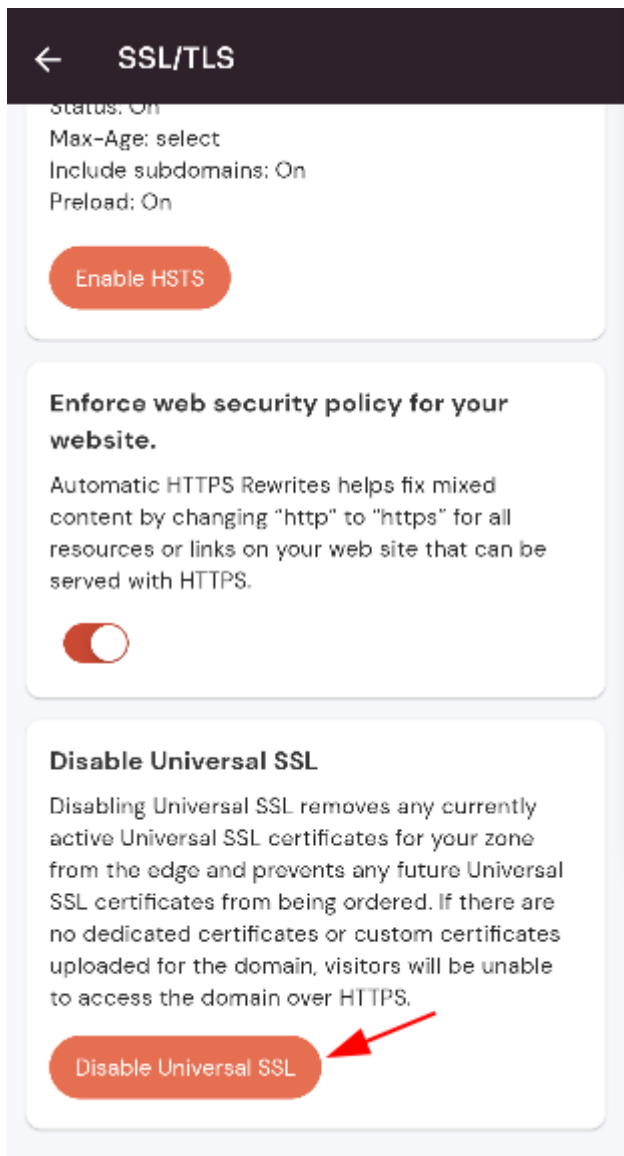 SSL/TLS
Status: On
Max-Age: select
Include subdomains: On
Preload: On
Enable HSTS
Enforce web security policy for your
website.
Automatic HTTPS Rewrites helps fix mixed
content by changing "http" to "https" for all
resources or links on your web site that can be
served with HTTPS.
Disable Universal SSL
Disabling Universal SSL removes any currently
active Universal SSL certificates for your zone
from the edge and prevents any future Universal
SSL certificates from being ordered. If there are
no dedicated certificates or custom certificates
uploaded for the domain, visitors will be unable
to access the domain over HTTPS.
Disable Universal SSL